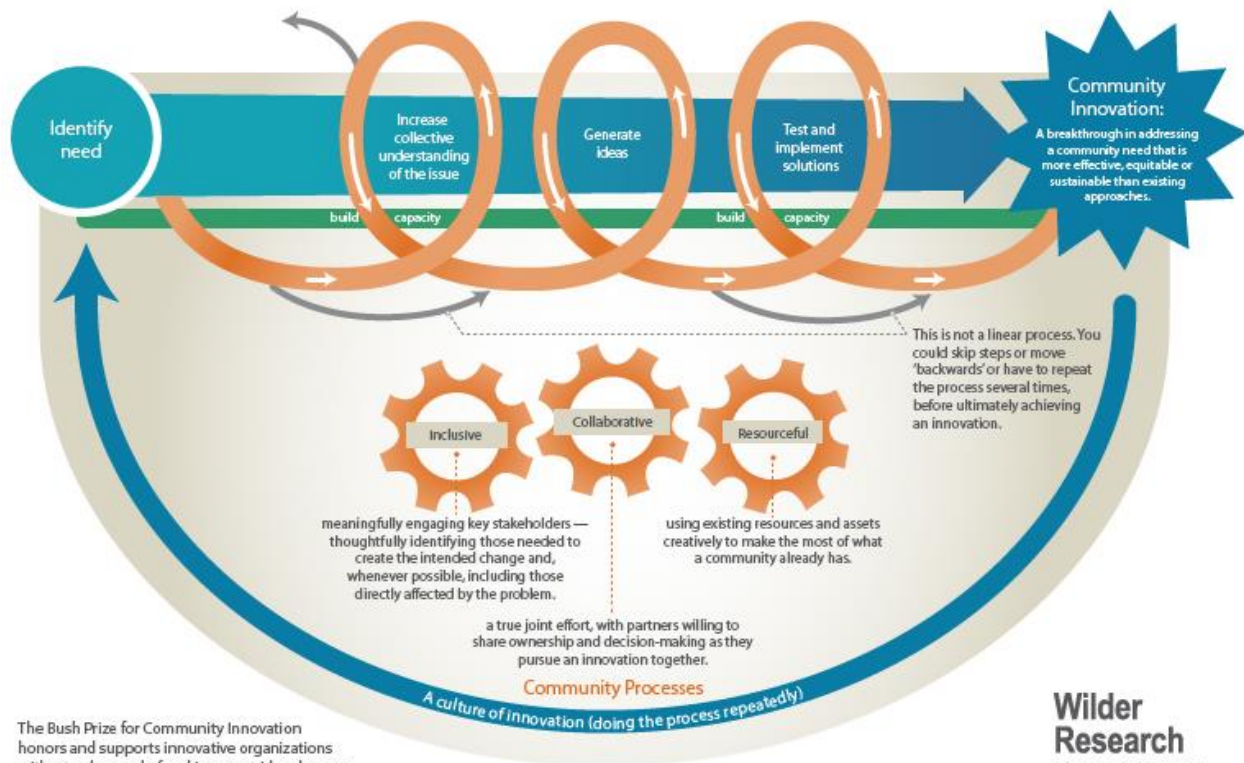 Identify
need
Increase
collective
understanding
of the issue
Generate
ideas
Test and
implement
solutions
Community
Innovation:
A breakthrough in addressing
a community need that is
more effective, equitable or
sustainable than existing
approaches.
build capacity
build capacity
This is not a linear process. You
could skip steps or move
'backwards' or have to repeat
the process several times,
before ultimately achieving
an innovation.
Inclusive
Collaborative
Resourceful
meaningfully engaging key stakeholders —
thoughtfully identifying those needed to
create the intended change and,
whenever possible, including those
directly affected by the problem.
using existing resources and assets
creatively to make the most of what
a community already has.
a true joint effort, with partners willing to
share ownership and decision-making as they
pursue an innovation together.
Community Processes
A culture of innovation (doing the process repeatedly)
The Bush Prize for Community Innovation
honors and supports innovative organizations
Wilder
Research